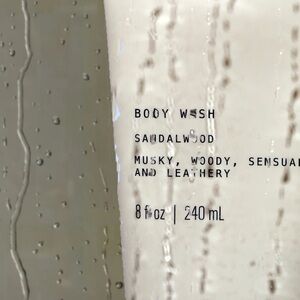 BODY WASH
SANDALWOOD
MUSKY, WOODY, SENSUAL
AND LEATHERY
8 fl oz | 240 mL